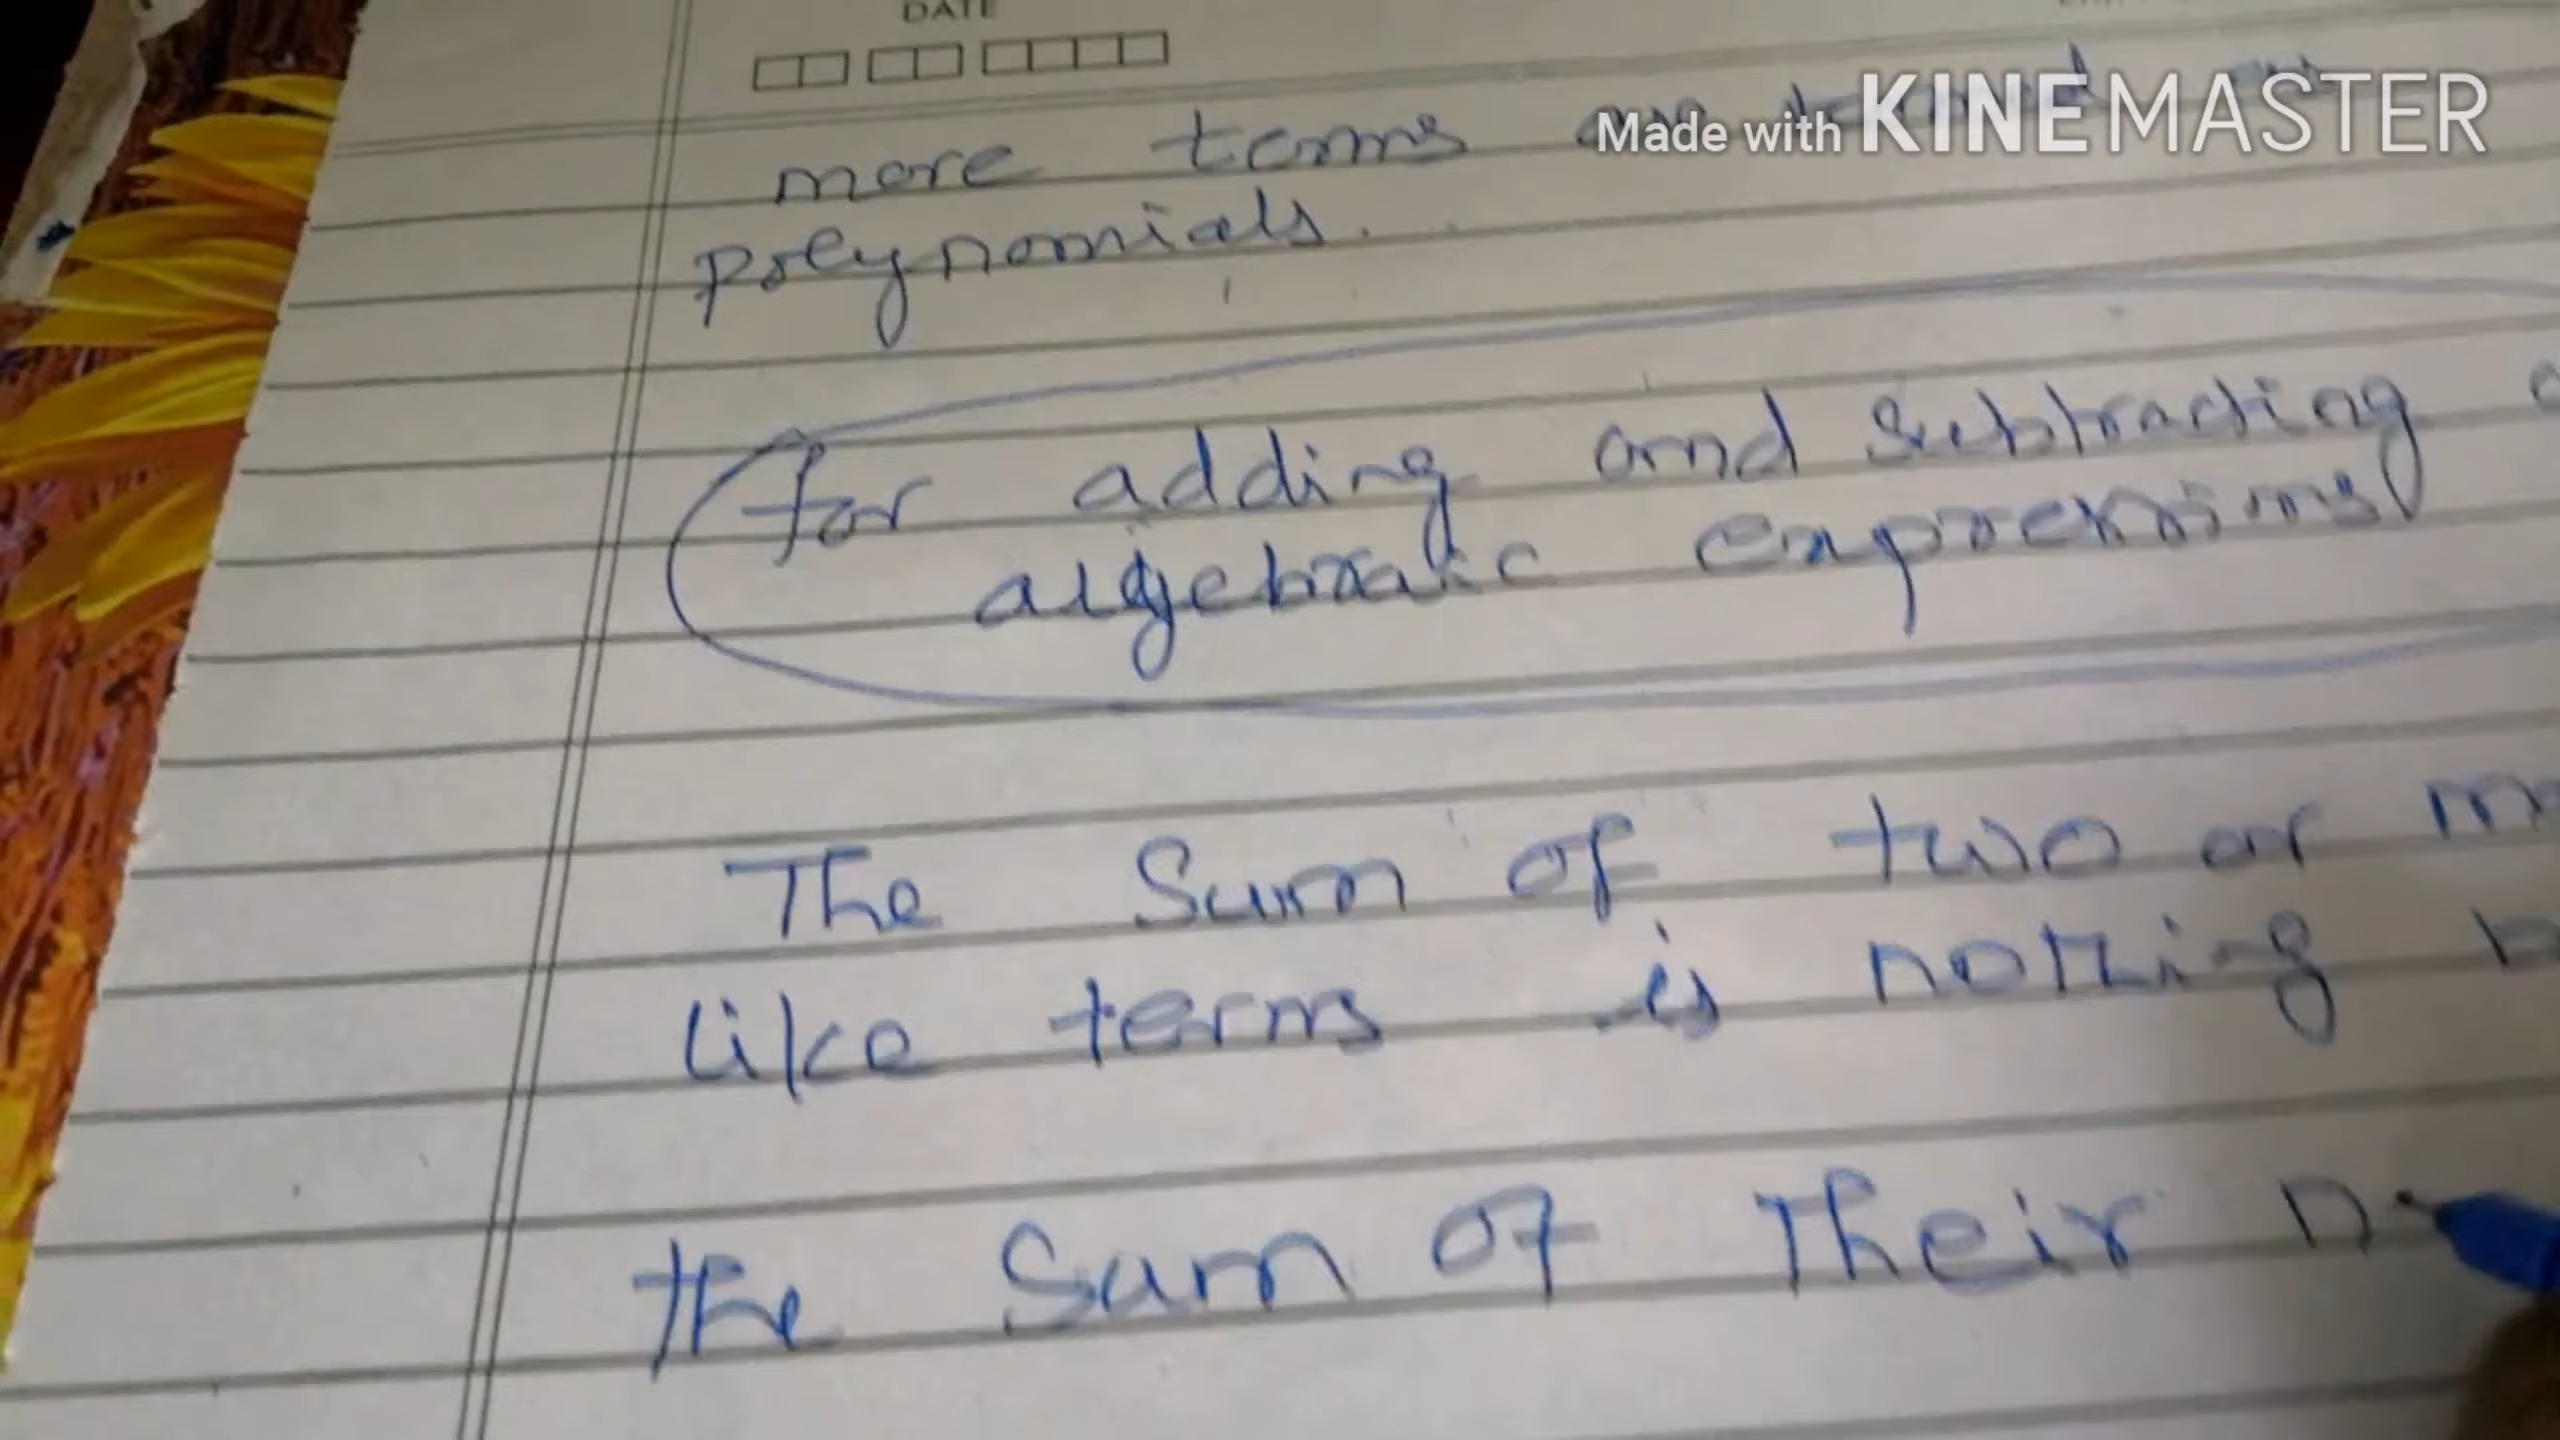 DATE
Made with KINEMASTER
more terms are
polynomials.
for adding and subtracting
algebraic expressions
The Sum of two or
like terms is nothing
the sum of Their